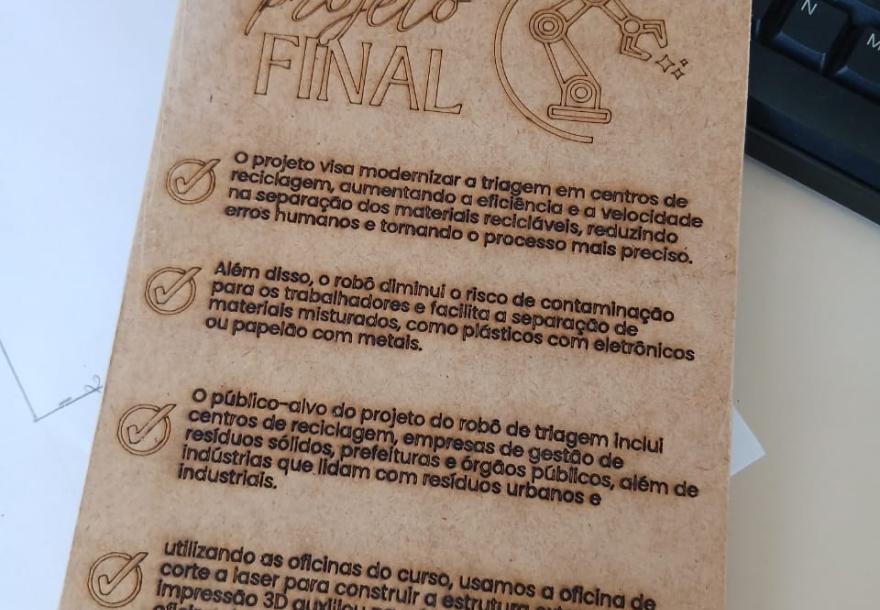 projeto
FINAL
O projeto visa modernizar a triagem em centros de
reciclagem, aumentando a eficiência e a velocidade
na separação dos materiais recicláveis, reduzindo
erros humanos e tornando o processo mais preciso.
Além disso, o robô diminui o risco de contaminação
para os trabalhadores e facilita a separação de
materiais misturados, como plásticos com eletrônicos
ou papelão com metais.
O público-alvo do projeto do robô de triagem inclui
centros de reciclagem, empresas de gestão de
resíduos sólidos, prefeituras e órgãos públicos, além de
indústrias que lidam com resíduos urbanos e
industriais.
utilizando as oficinas do curso, usamos a oficina de
corte a laser para construir a estrutura
impressão 3D auxiliou
N
M